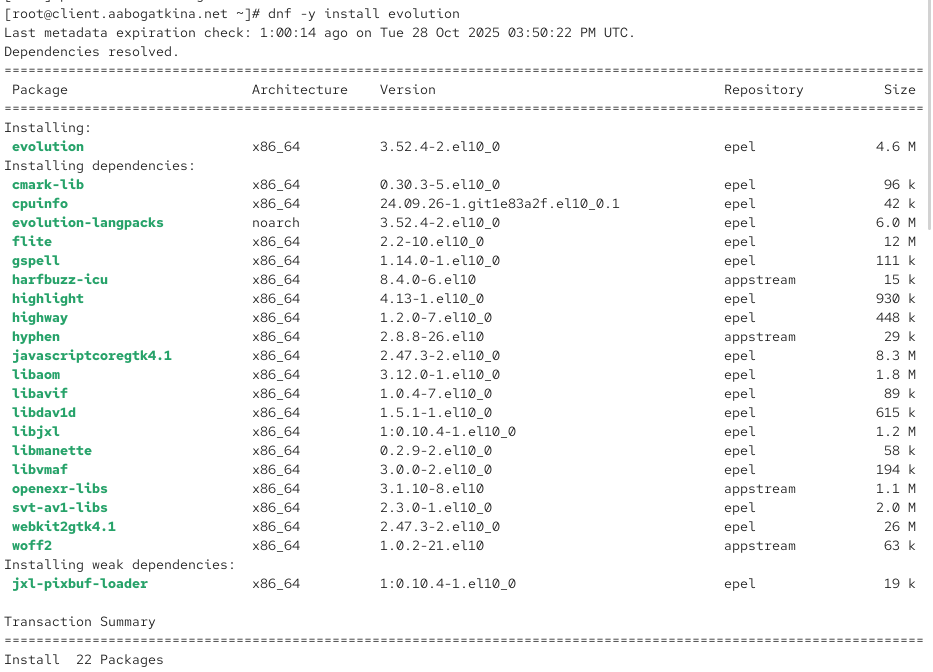 [root@client.aabogatkina.net ~]# dnf -y install evolution
Last metadata expiration check: 1:00:14 ago on Tue 28 Oct 2025 03:50:22 PM UTC.
Dependencies resolved.
===================================================================================================================
 Package                       Architecture    Version                                    Repository          Size
===================================================================================================================
Installing:
 evolution                     x86_64          3.52.4-2.el10_0                            epel               4.6 M
Installing dependencies:
 cmark-lib                     x86_64          0.30.3-5.el10_0                            epel                96 k
 cpuinfo                       x86_64          24.09.26-1.git1e83a2f.el10_0.1             epel                42 k
 evolution-langpacks           noarch          3.52.4-2.el10_0                            epel               6.0 M
 flite                         x86_64          2.2-10.el10_0                              epel                12 M
 gspell                        x86_64          1.14.0-1.el10_0                            epel               111 k
 harfbuzz-icu                  x86_64          8.4.0-6.el10                               appstream           15 k
 highlight                     x86_64          4.13-1.el10_0                              epel               930 k
 highway                       x86_64          1.2.0-7.el10_0                             epel               448 k
 hyphen                        x86_64          2.8.8-26.el10                              appstream           29 k
 javascriptcoregtk4.1          x86_64          2.47.3-2.el10_0                            epel               8.3 M
 libaom                        x86_64          3.12.0-1.el10_0                            epel               1.8 M
 libavif                       x86_64          1.0.4-7.el10_0                             epel                89 k
 libdav1d                      x86_64          1.5.1-1.el10_0                             epel               615 k
 libjxl                        x86_64          1:0.10.4-1.el10_0                          epel               1.2 M
 libmanette                    x86_64          0.2.9-2.el10_0                             epel                58 k
 libvmaf                       x86_64          3.0.0-2.el10_0                             epel               194 k
 openexr-libs                  x86_64          3.1.10-8.el10                              appstream          1.1 M
 svt-av1-libs                  x86_64          2.3.0-1.el10_0                             epel               2.0 M
 webkit2gtk4.1                 x86_64          2.47.3-2.el10_0                            epel                26 M
 woff2                         x86_64          1.0.2-21.el10                              appstream           63 k
Installing weak dependencies:
 jxl-pixbuf-loader             x86_64          1:0.10.4-1.el10_0                          epel                19 k
Transaction Summary
===================================================================================================================
Install  22 Packages